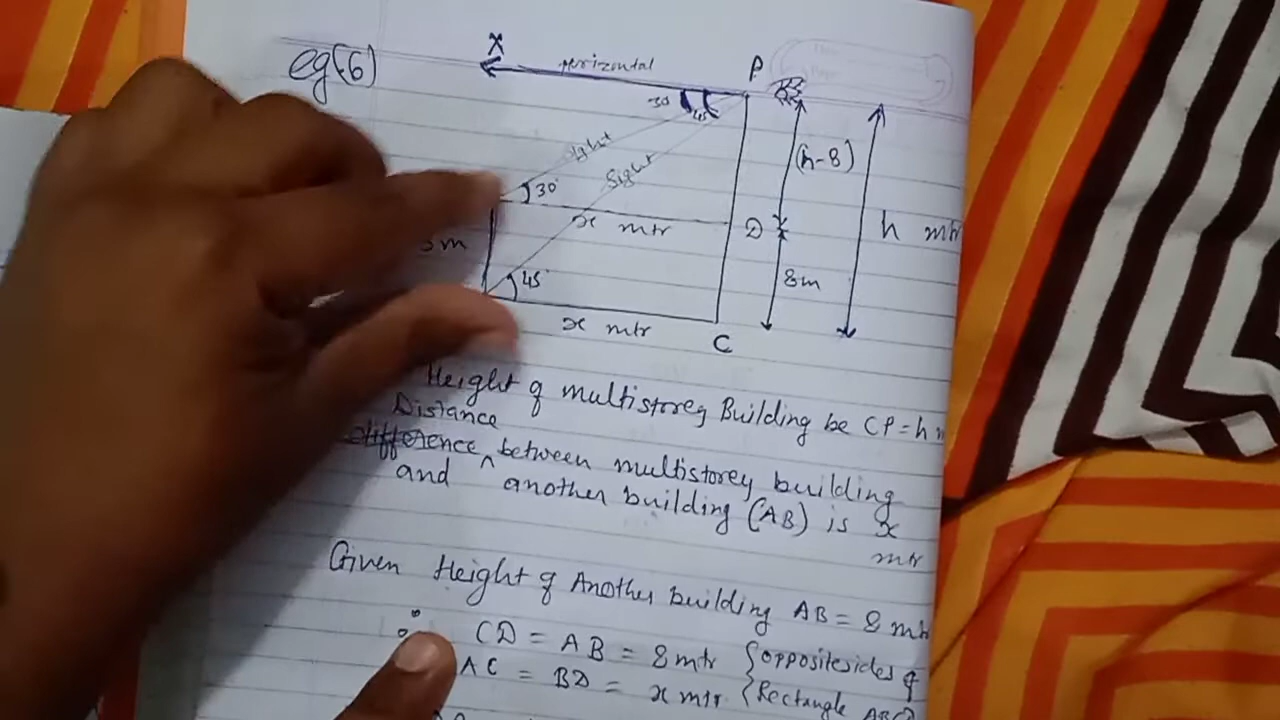 eg(6)
X
horizontal
P
30
45
(h-8)
Sight
30°
x mtr
D
h mtr
8m
45°
x mtr
C
Height of multistorey Building be CP = h
Distance
between multistorey building
and another building (AB) is x
mtr
Given Height of Another building AB = 8 mtr
∴ CD = AB = 8 mtr {opposite sides of
AC = BD = x mtr {Rectangle